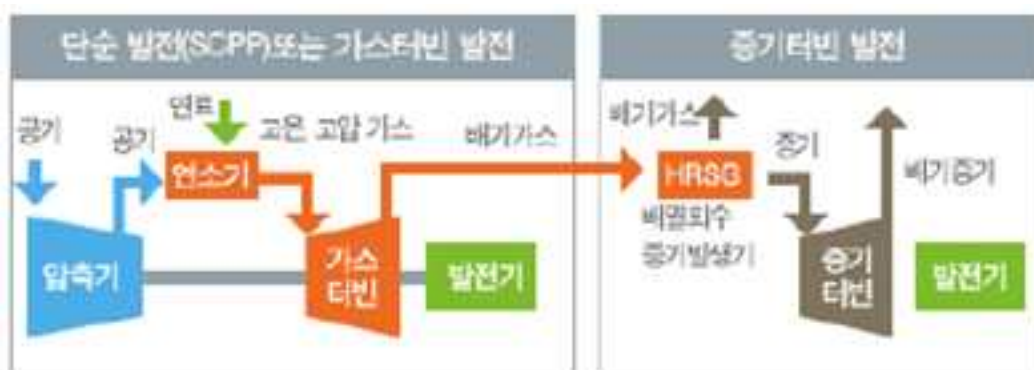 단순 발전(SCPP)또는 가스터빈 발전
증기터빈 발전
공기
공기
연료
연소기
고온 고압 가스
배기가스
압축기
가스
터빈
발전기
배기가스
HRSG
배열회수
증기발생기
증기
배기증기
증기
터빈
발전기